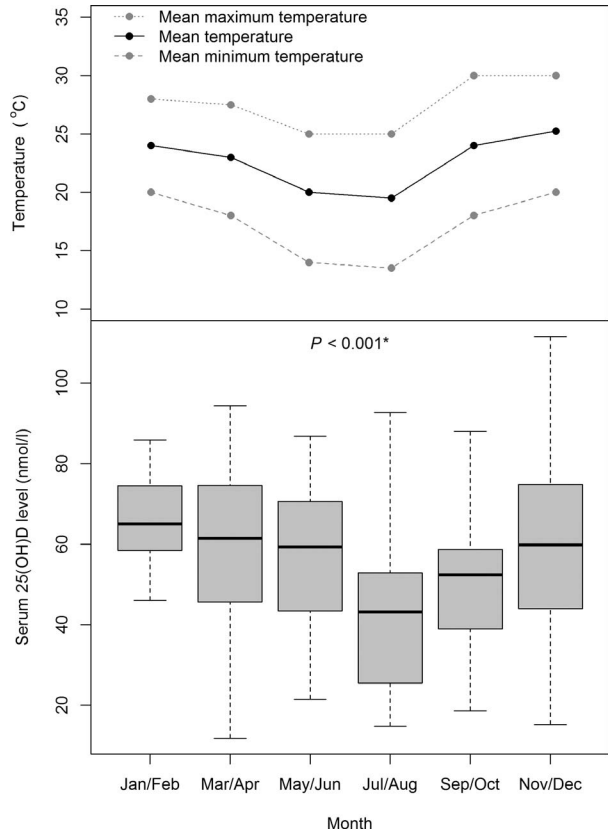 Mean maximum temperature
Mean temperature
Mean minimum temperature
Temperature (°C)
35
30
25
20
15
10
P < 0.001*
Serum 25(OH)D level (nmol/l)
100
80
60
40
20
Jan/Feb Mar/Apr May/Jun Jul/Aug Sep/Oct Nov/Dec
Month